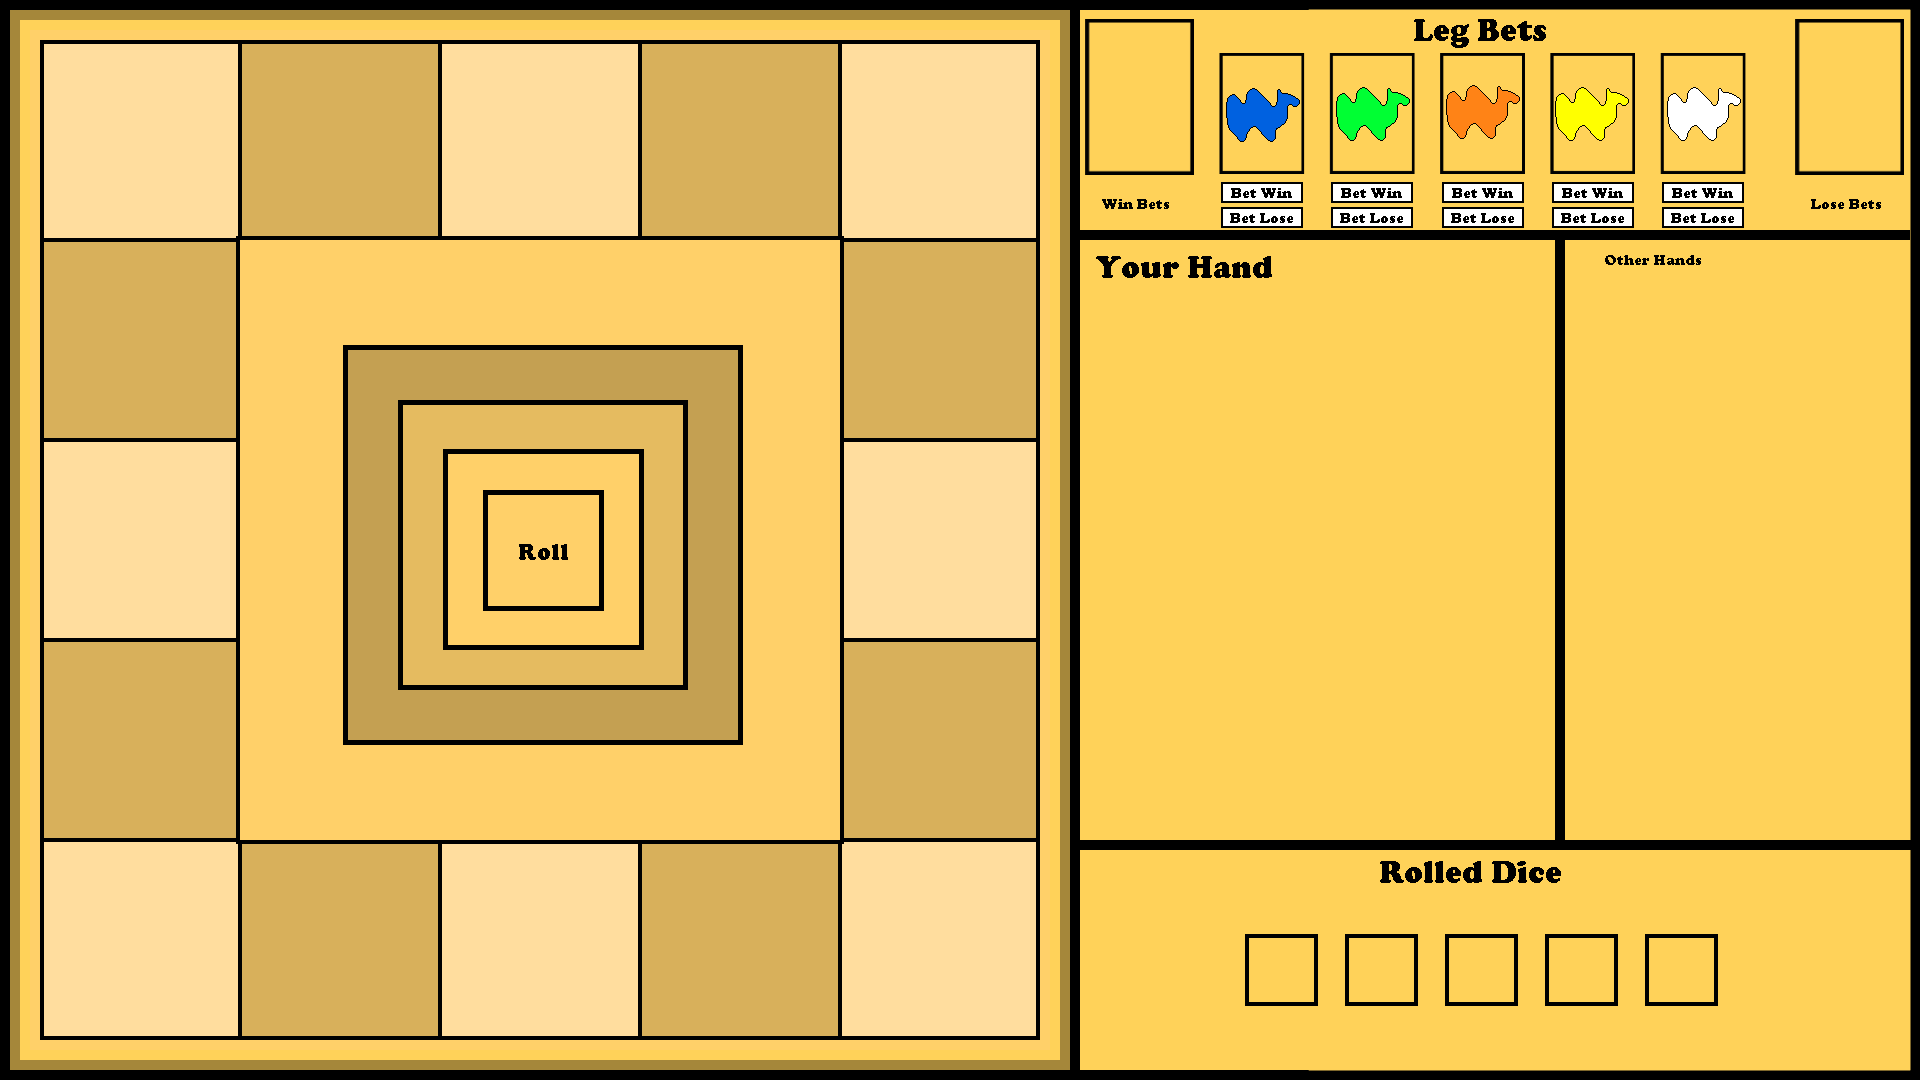 Leg Bets
Bet Win Bet Win Bet Win Bet Win Bet Win
Win Bets Lose Bets
Bet Lose Bet Lose Bet Lose Bet Lose Bet Lose
Your Hand
Other Hands
Roll
Rolled Dice